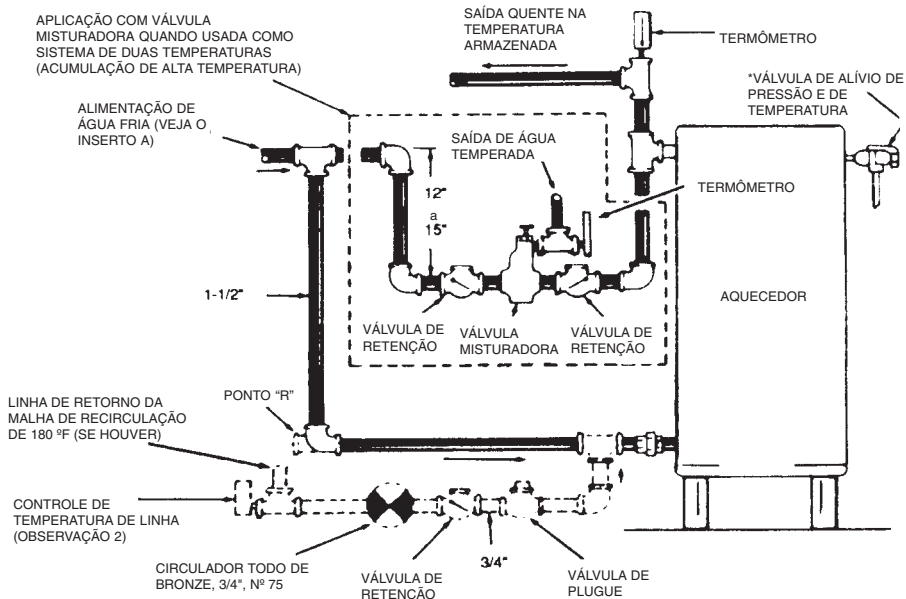 APLICAÇÃO COM VÁLVULA
MISTURADORA QUANDO USADA COMO
SISTEMA DE DUAS TEMPERATURAS
(ACUMULAÇÃO DE ALTA TEMPERATURA)
SAÍDA QUENTE NA
TEMPERATURA
ARMAZENADA
TERMÔMETRO
*VÁLVULA DE ALÍVIO DE
PRESSÃO E DE
TEMPERATURA
ALIMENTAÇÃO DE
ÁGUA FRIA (VEJA O
INSERTO A)
SAÍDA DE ÁGUA
TEMPERADA
12"
a
15"
TERMÔMETRO
1-1/2"
AQUECEDOR
VÁLVULA DE
RETENÇÃO
VÁLVULA
MISTURADORA
VÁLVULA DE
RETENÇÃO
LINHA DE RETORNO DA
MALHA DE RECIRCULAÇÃO
DE 180 ºF (SE HOUVER)
PONTO “R”
CONTROLE DE
TEMPERATURA DE LINHA
(OBSERVAÇÃO 2)
CIRCULADOR TODO DE
BRONZE, 3/4", Nº 75
VÁLVULA DE
RETENÇÃO
3/4"
VÁLVULA DE
PLUGUE